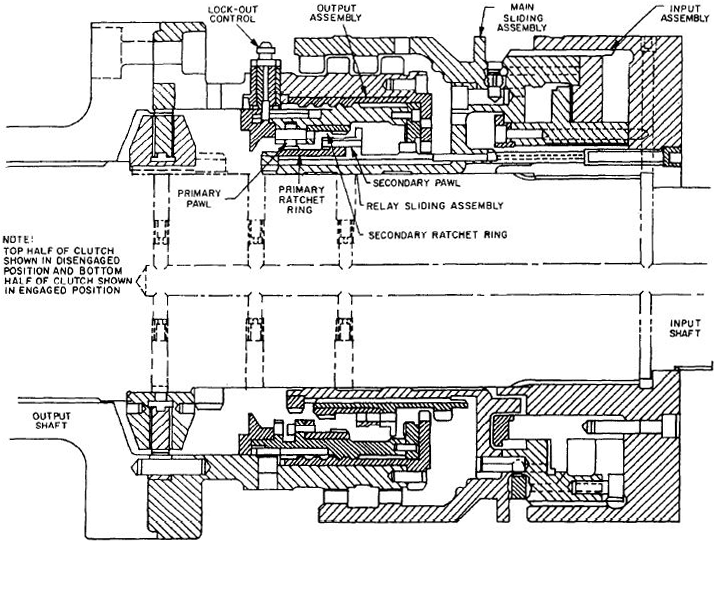 LOCK-OUT
CONTROL
OUTPUT
ASSEMBLY
MAIN
SLIDING
ASSEMBLY
INPUT
ASSEMBLY
PRIMARY
PAWL
PRIMARY
RATCHET
RING
SECONDARY PAWL
RELAY SLIDING ASSEMBLY
SECONDARY RATCHET RING
NOTE:
TOP HALF OF CLUTCH
SHOWN IN DISENGAGED
POSITION AND BOTTOM
HALF OF CLUTCH SHOWN
IN ENGAGED POSITION
INPUT
SHAFT
OUTPUT
SHAFT